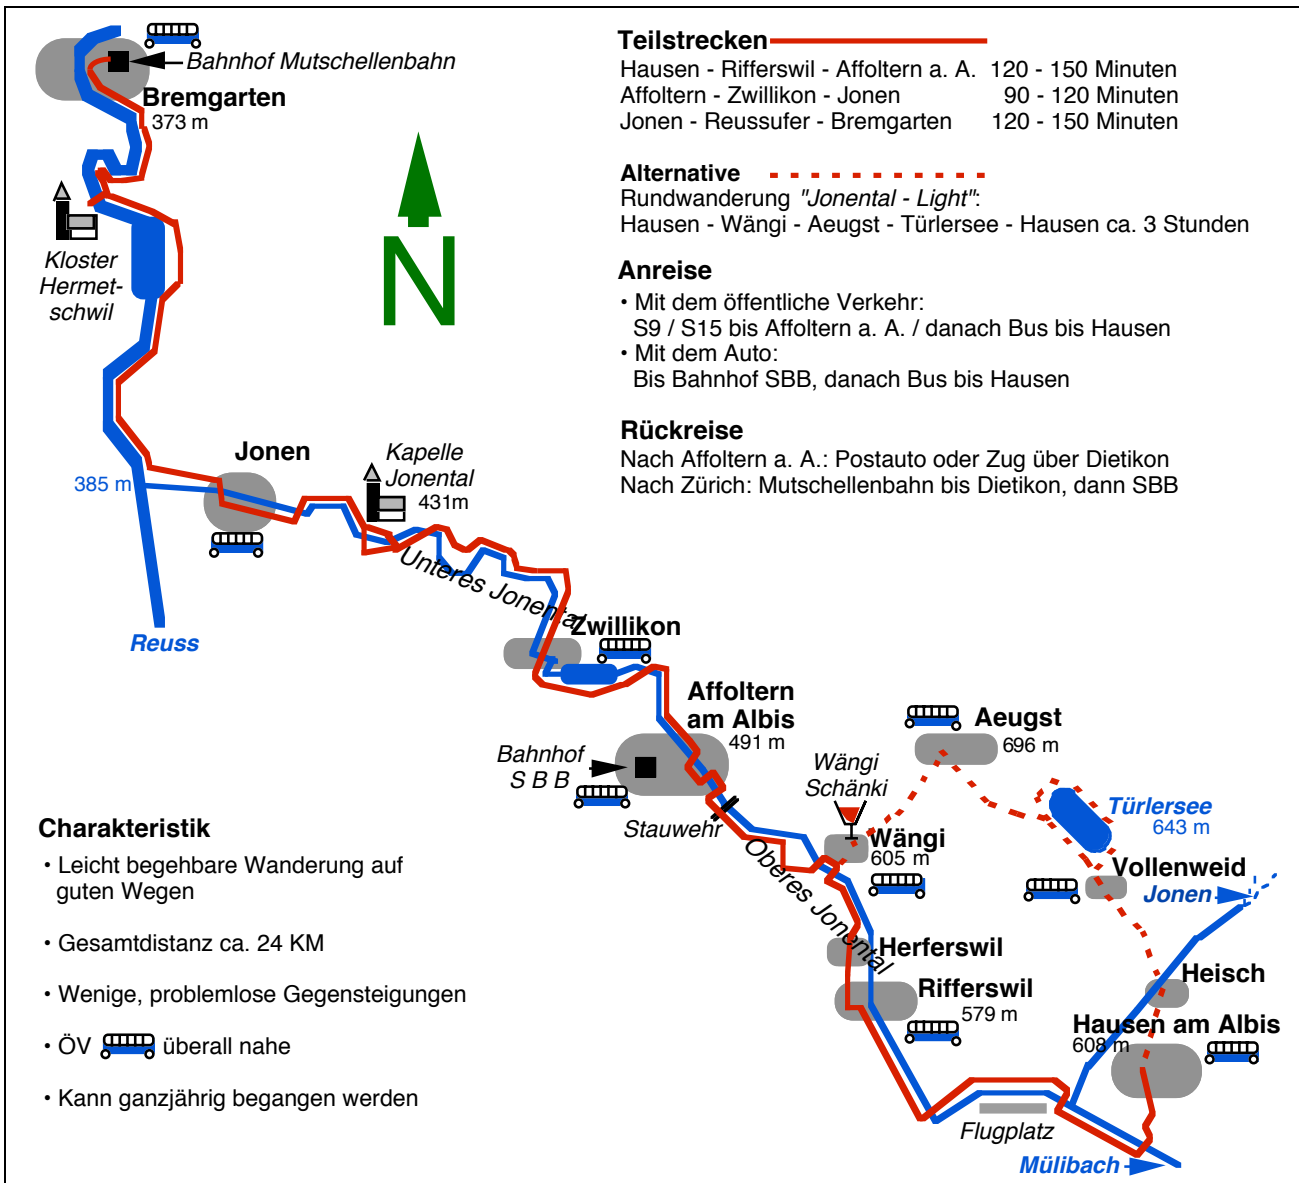 Bahnhof Mutschellenbahn
Bremgarten
373 m
Kloster
Hermet-
schwil
N
Teilstrecken
Hausen - Rifferswil - Affoltern a. A. 120 - 150 Minuten
Affoltern - Zwillikon - Jonen 90 - 120 Minuten
Jonen - Reussufer - Bremgarten 120 - 150 Minuten
Alternative
Rundwanderung "Jonental - Light":
Hausen - Wängi - Aeugst - Türlersee - Hausen ca. 3 Stunden
Anreise
• Mit dem öffentliche Verkehr:
S9 / S15 bis Affoltern a. A. / danach Bus bis Hausen
• Mit dem Auto:
Bis Bahnhof SBB, danach Bus bis Hausen
Rückreise
Nach Affoltern a. A.: Postauto oder Zug über Dietikon
Nach Zürich: Mutschellenbahn bis Dietikon, dann SBB
Jonen
385 m
Kapelle
Jonental
431m
Unteres Jonental
Reuss
Zwillikon
Affoltern
am Albis
491 m
Bahnhof
S B B
Stauwehr
Oberes Jonental
Wängi
Schänki
Wängi
605 m
Aeugst
696 m
Türlersee
643 m
Vollenweid
Jonen
Herferswil
Rifferswil
579 m
Heisch
Hausen am Albis
608 m
Flugplatz
Mülibach
Charakteristik
• Leicht begehbare Wanderung auf
guten Wegen
• Gesamtdistanz ca. 24 KM
• Wenige, problemlose Gegensteigungen
• ÖV überall nahe
• Kann ganzjährig begangen werden